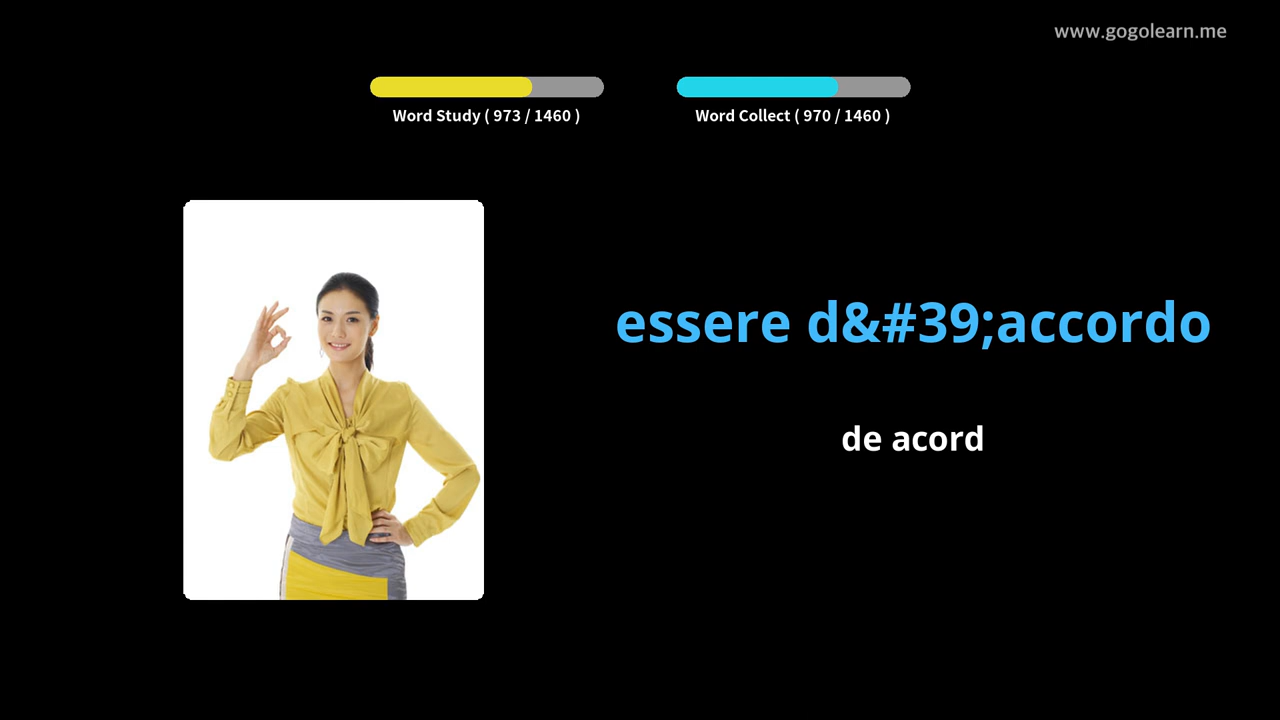 www.gogolearn.me
Word Study ( 973 / 1460 )
Word Collect ( 970 / 1460 )
essere d&#39;accordo
de acord